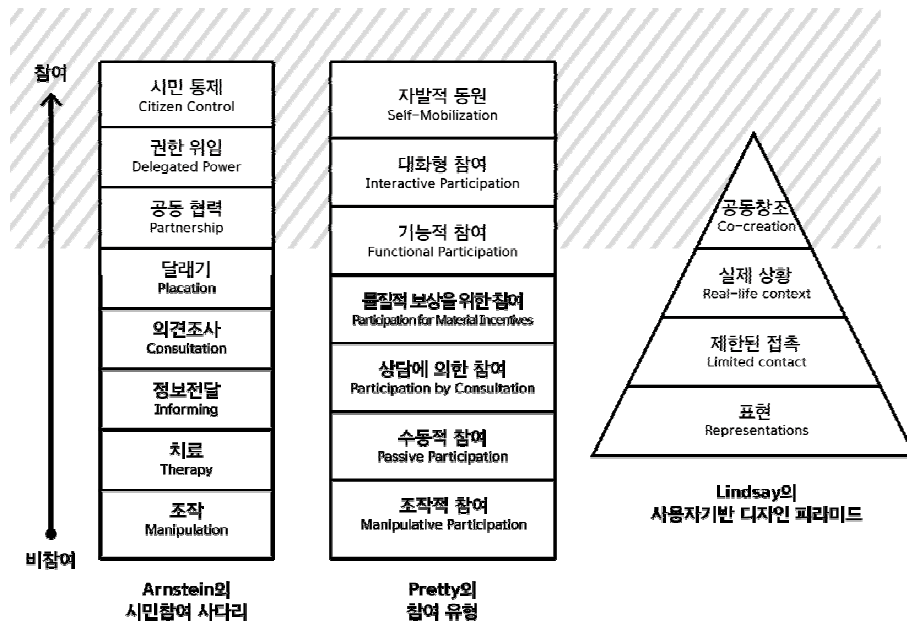 참여
시민 통제
Citizen Control
권한 위임
Delegated Power
공동 협력
Partnership
달래기
Placation
의견조사
Consultation
정보전달
Informing
치료
Therapy
조작
Manipulation
비참여
Arnstein의
시민참여 사다리
자발적 동원
Self-Mobilization
대화형 참여
Interactive Participation
기능적 참여
Functional Participation
물질적 보상을 위한 참여
Participation for Material Incentives
상담에 의한 참여
Participation by Consultation
수동적 참여
Passive Participation
조작적 참여
Manipulative Participation
Pretty의
참여 유형
공동창조
Co-creation
실제 상황
Real-life context
제한된 접촉
Limited contact
표현
Representations
Lindsay의
사용자기반 디자인 피라미드